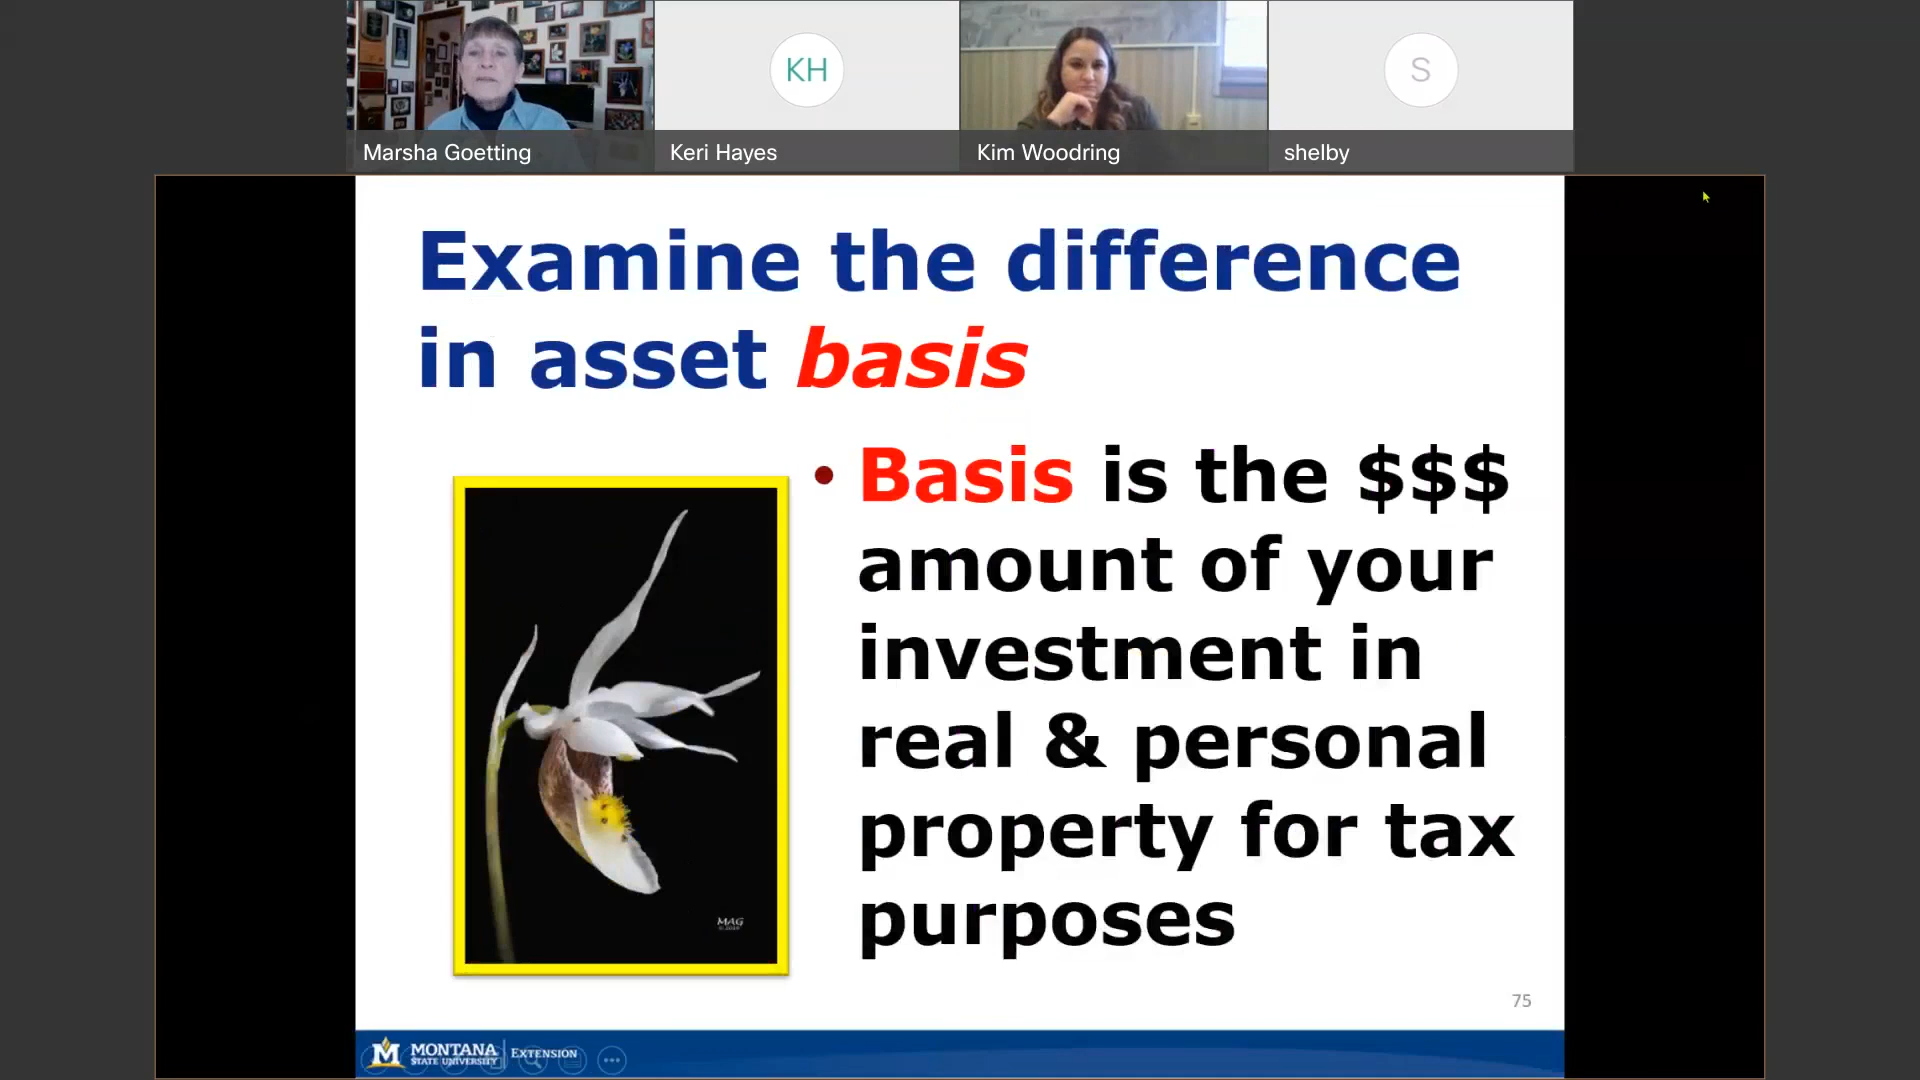 KH
S
Marsha Goetting
Keri Hayes
Kim Woodring
shelby
Examine the difference
in asset basis
• Basis is the $$$
amount of your
investment in
real & personal
property for tax
purposes
MAG
75
M MONTANA
STATE UNIVERSITY
EXTENSION